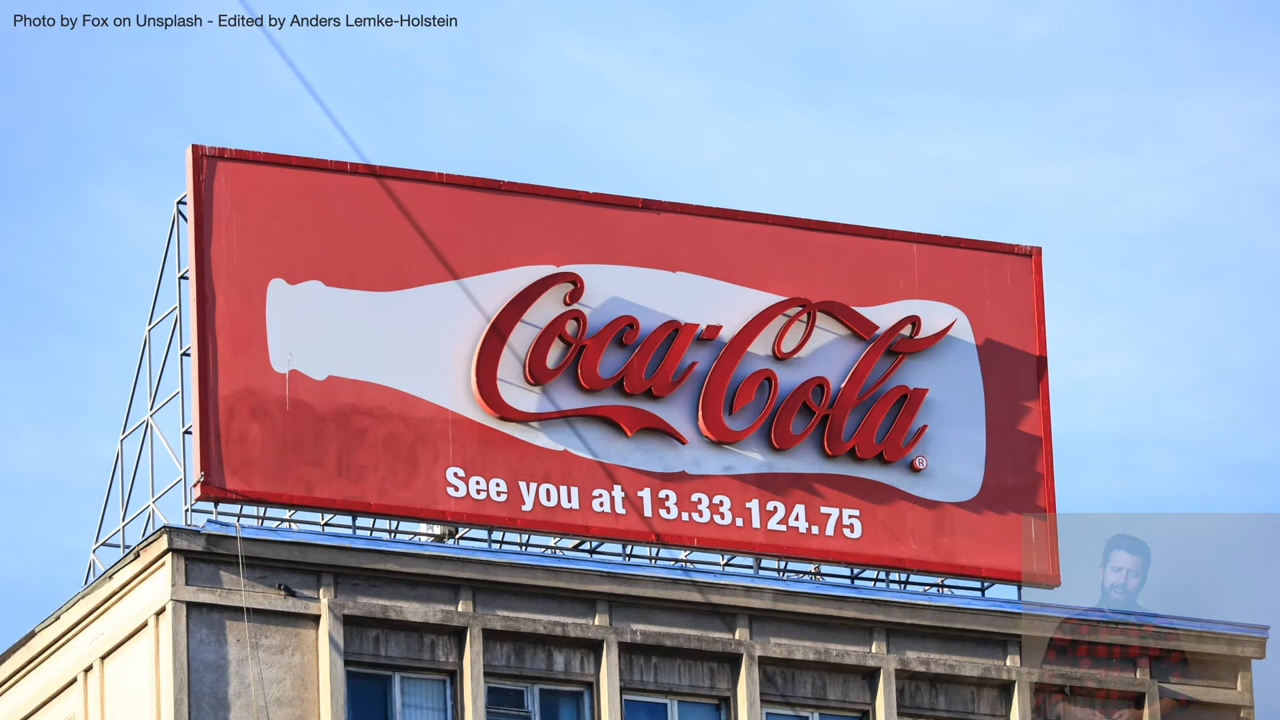 Photo by Fox on Unsplash - Edited by Anders Lemke-Holstein
Coca-Cola®
See you at 13.33.124.75